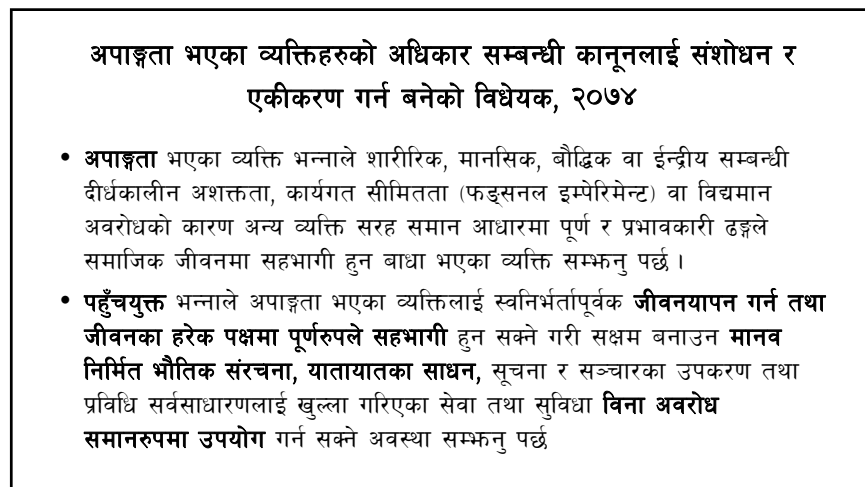 अपाङ्गता भएका व्यक्तिहरुको अधिकार सम्बन्धी कानूनलाई संशोधन र
एकीकरण गर्न बनेको विधेयक, २०७४
• अपाङ्गता भएका व्यक्ति भन्नाले शारीरिक, मानसिक, बौद्धिक वा ईन्द्रीय सम्बन्धी
दीर्धकालीन अशक्तता, कार्यगत सीमितता (फङ्सनल इम्पेरिमेन्ट) वा विद्यमान
अवरोधको कारण अन्य व्यक्ति सरह समान आधारमा पूर्ण र प्रभावकारी ढङ्गले
समाजिक जीवनमा सहभागी हुन बाधा भएका व्यक्ति सम्झनु पर्छ ।
• पहुँचयुक्त भन्नाले अपाङ्गता भएका व्यक्तिलाई स्वनिर्भर्तापूर्वक जीवनयापन गर्न तथा
जीवनका हरेक पक्षमा पूर्णरुपले सहभागी हुन सक्ने गरी सक्षम बनाउन मानव
निर्मित भौतिक संरचना, यातायातका साधन, सूचना र सञ्चारका उपकरण तथा
प्रविधि सर्वसाधारणलाई खुल्ला गरिएका सेवा तथा सुविधा विना अवरोध
समानरुपमा उपयोग गर्न सक्ने अवस्था सम्झनु पर्छ